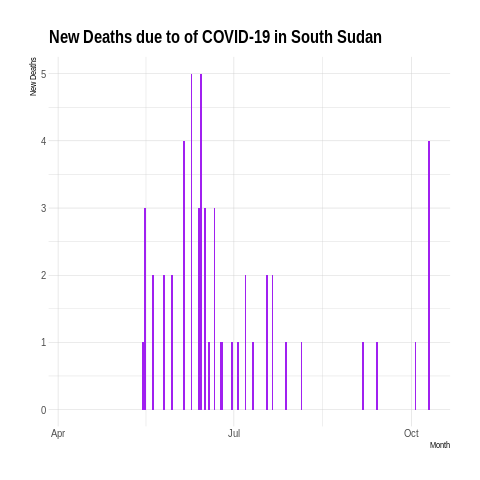 New Deaths due to of COVID-19 in South Sudan
New Deaths
5
4
3
2
1
0
Apr
Jul
Oct
Month